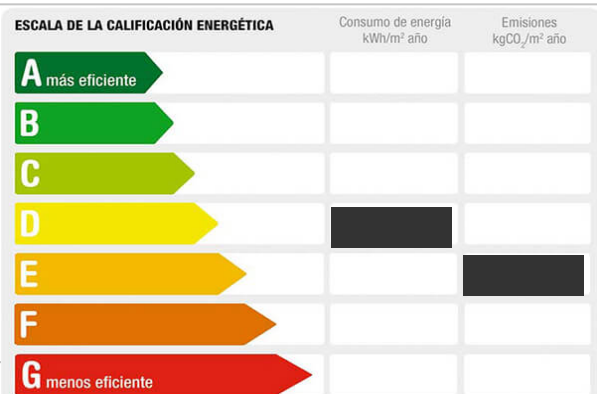 ESCALA DE LA CALIFICACIÓN ENERGÉTICA
Consumo de energía
kWh/m² año
Emisiones
kgCO₂/m² año
A más eficiente
B
C
D
E
F
G menos eficiente